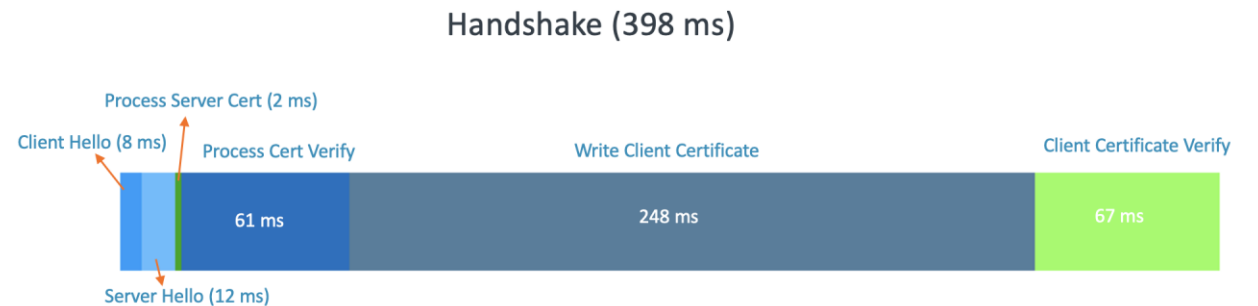 Handshake (398 ms)
Process Server Cert (2 ms)
Client Hello (8 ms)
Process Cert Verify
Write Client Certificate
Client Certificate Verify
61 ms
248 ms
67 ms
Server Hello (12 ms)